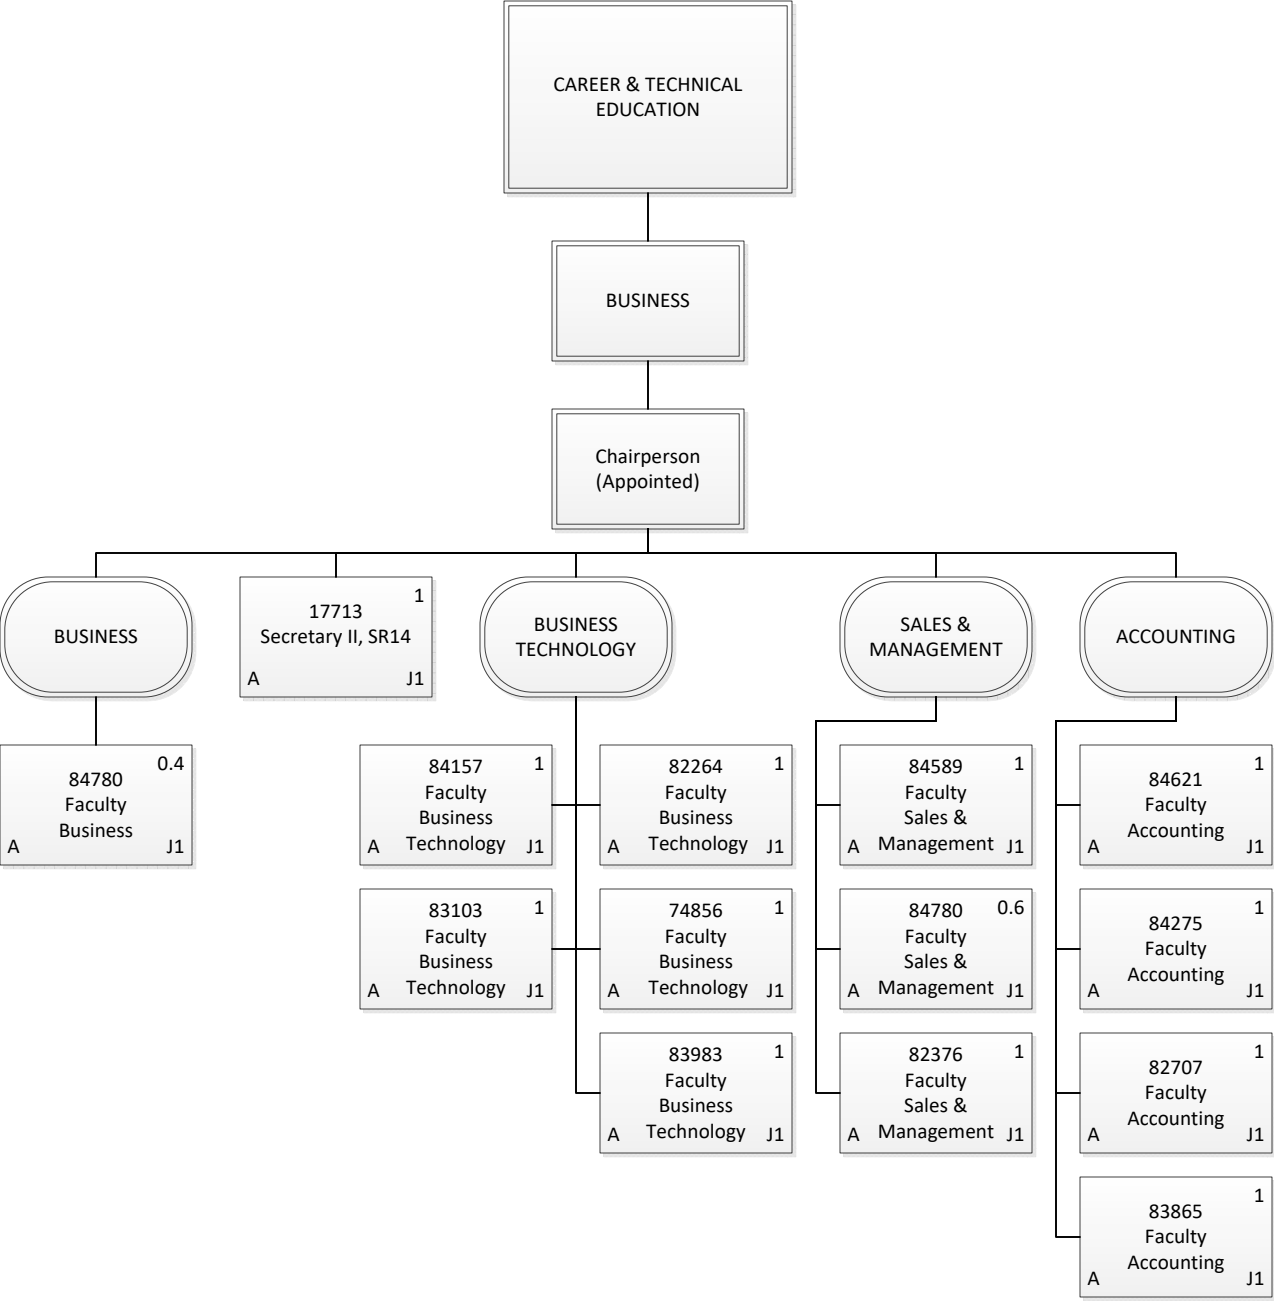 CAREER & TECHNICAL
EDUCATION
BUSINESS
Chairperson
(Appointed)
BUSINESS
1
17713
Secretary II, SR14
A J1
BUSINESS
TECHNOLOGY
SALES &
MANAGEMENT
ACCOUNTING
0.4
84780
Faculty
Business
A J1
84157 1
Faculty
Business
A Technology J1
82264 1
Faculty
Business
A Technology J1
84589 1
Faculty
Sales &
A Management J1
1
84621
Faculty
Accounting
A J1
83103 1
Faculty
Business
A Technology J1
74856 1
Faculty
Business
A Technology J1
84780 0.6
Faculty
Sales &
A Management J1
1
84275
Faculty
Accounting
A J1
83983 1
Faculty
Business
A Technology J1
82376 1
Faculty
Sales &
A Management J1
1
82707
Faculty
Accounting
A J1
1
83865
Faculty
Accounting
A J1